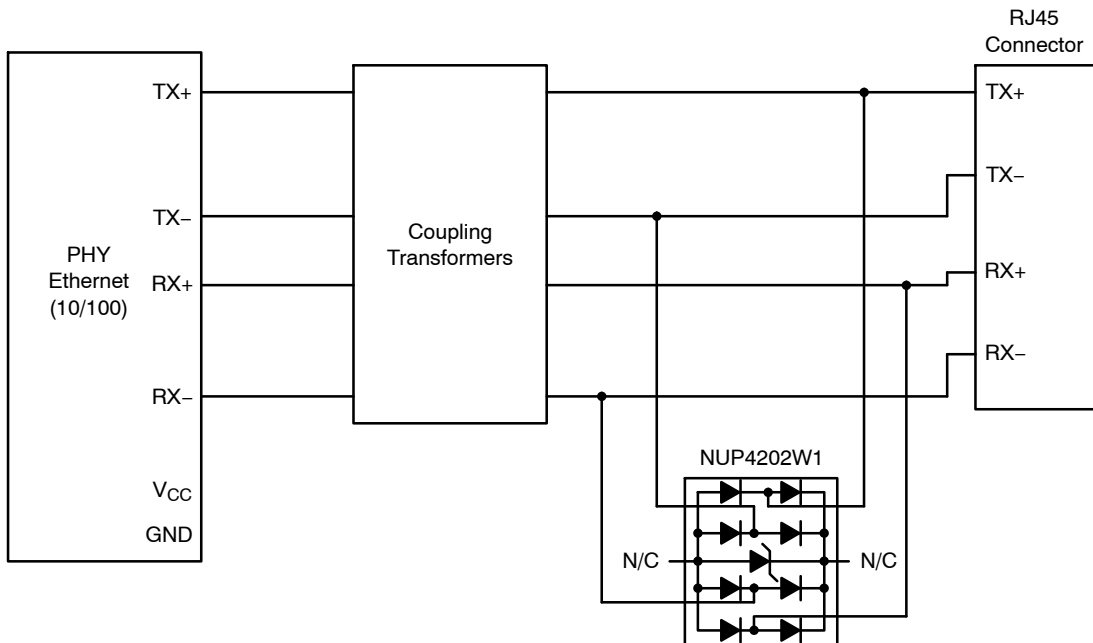 RJ45
Connector
TX+
TX−
PHY
Ethernet
(10/100)
RX+
RX−
VCC
GND
Coupling
Transformers
TX+
TX−
RX+
RX−
NUP4202W1
N/C
N/C